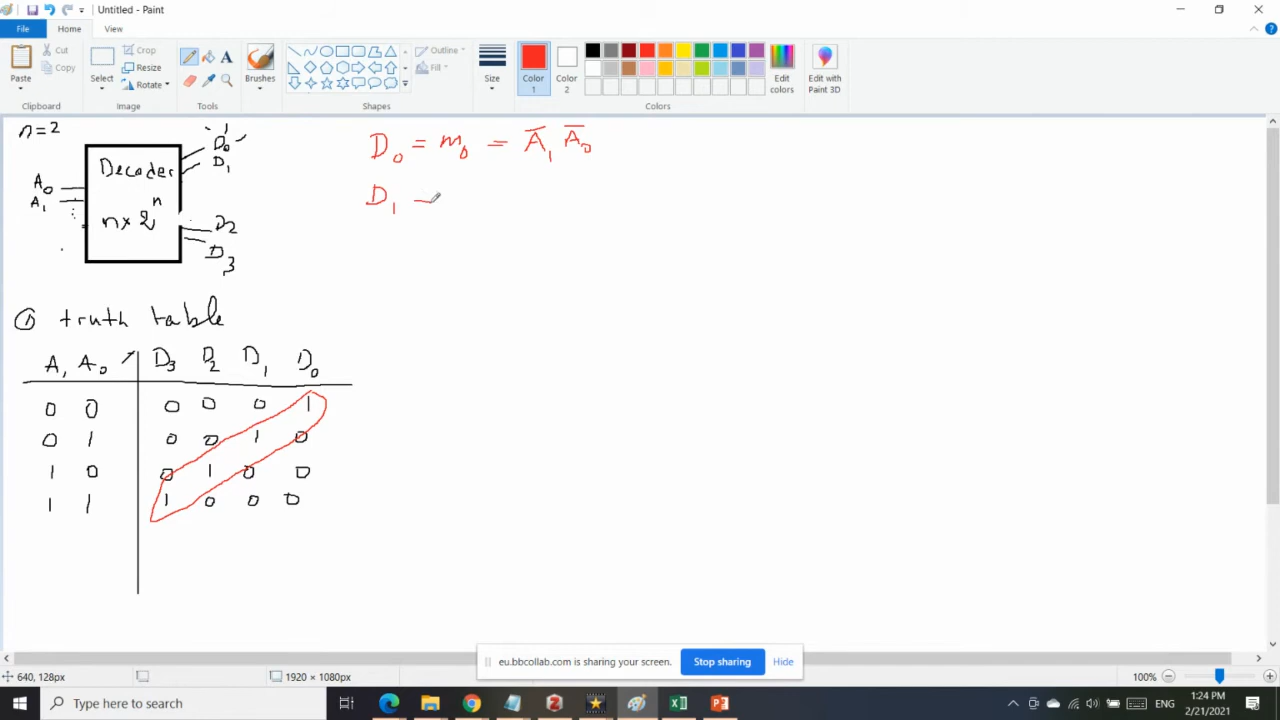 Untitled - Paint
File Home View
Paste Cut Copy
Select Crop Resize Rotate
Brushes
Outline Fill
Size
Color 1
Color 2
Edit colors
Edit with Paint 3D
Clipboard Image Tools Shapes Colors
n=2
D₀ = m₀ = A̅₁ A̅₀
D₀
D₁
Decoder
A₀
A₁
n x 2ⁿ
D₂
D₃
D₁
① truth table
A₁ A₀ D₃ D₂ D₁ D₀
0 0 0 0 0 1
0 1 0 0 1 0
1 0 0 1 0 0
1 1 1 0 0 0
eu.bbcollab.com is sharing your screen. Stop sharing Hide
640, 128px 1920 × 1080px 100%
Type here to search
ENG
1:24 PM
2/21/2021